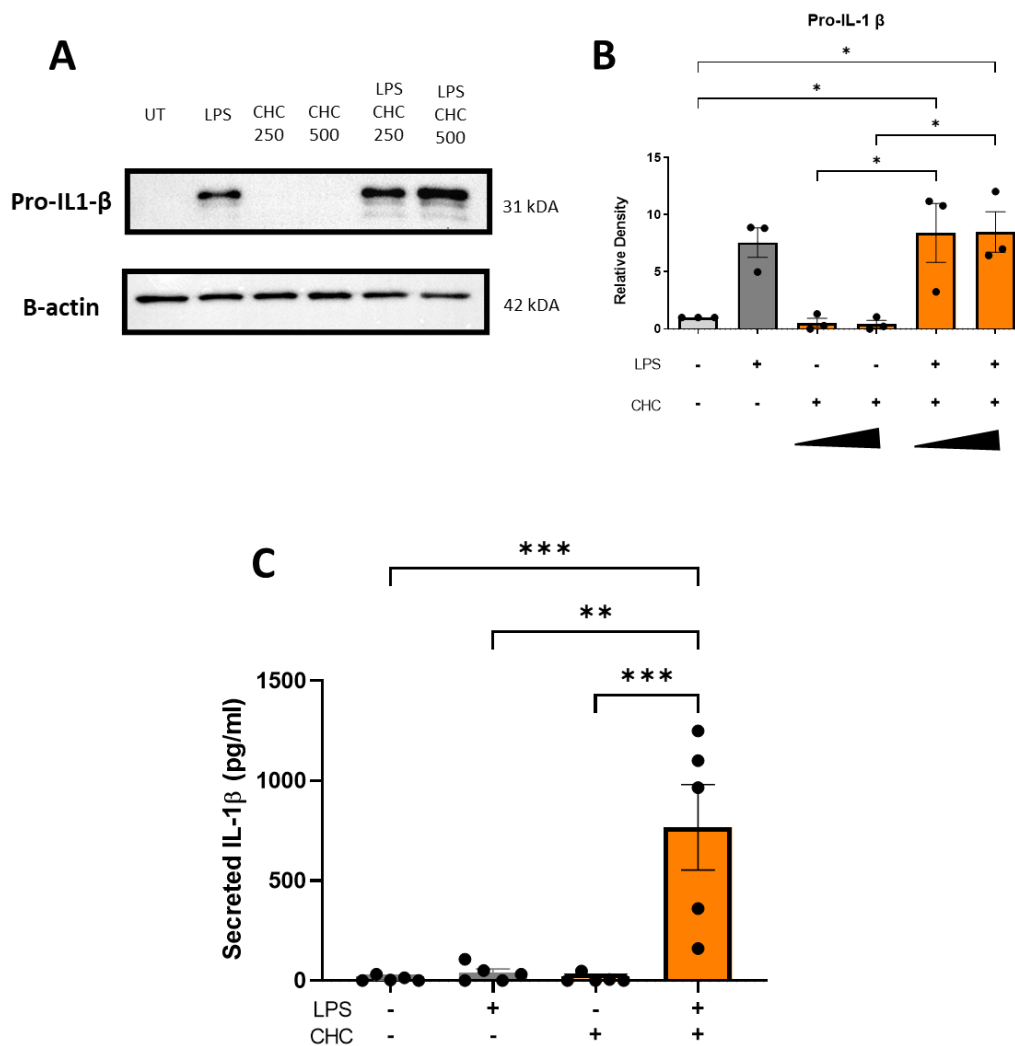 A
UT
LPS
CHC
250
CHC
500
LPS
CHC
250
LPS
CHC
500
Pro-IL1-β
31 kDA
B-actin
42 kDA
B
Pro-IL-1 β
*
*
*
*
Relative Density
15
10
5
0
LPS - + - - + +
CHC - - + + + +
C
***
**
***
Secreted IL-1β (pg/ml)
1500
1000
500
0
LPS - + - +
CHC - - + +